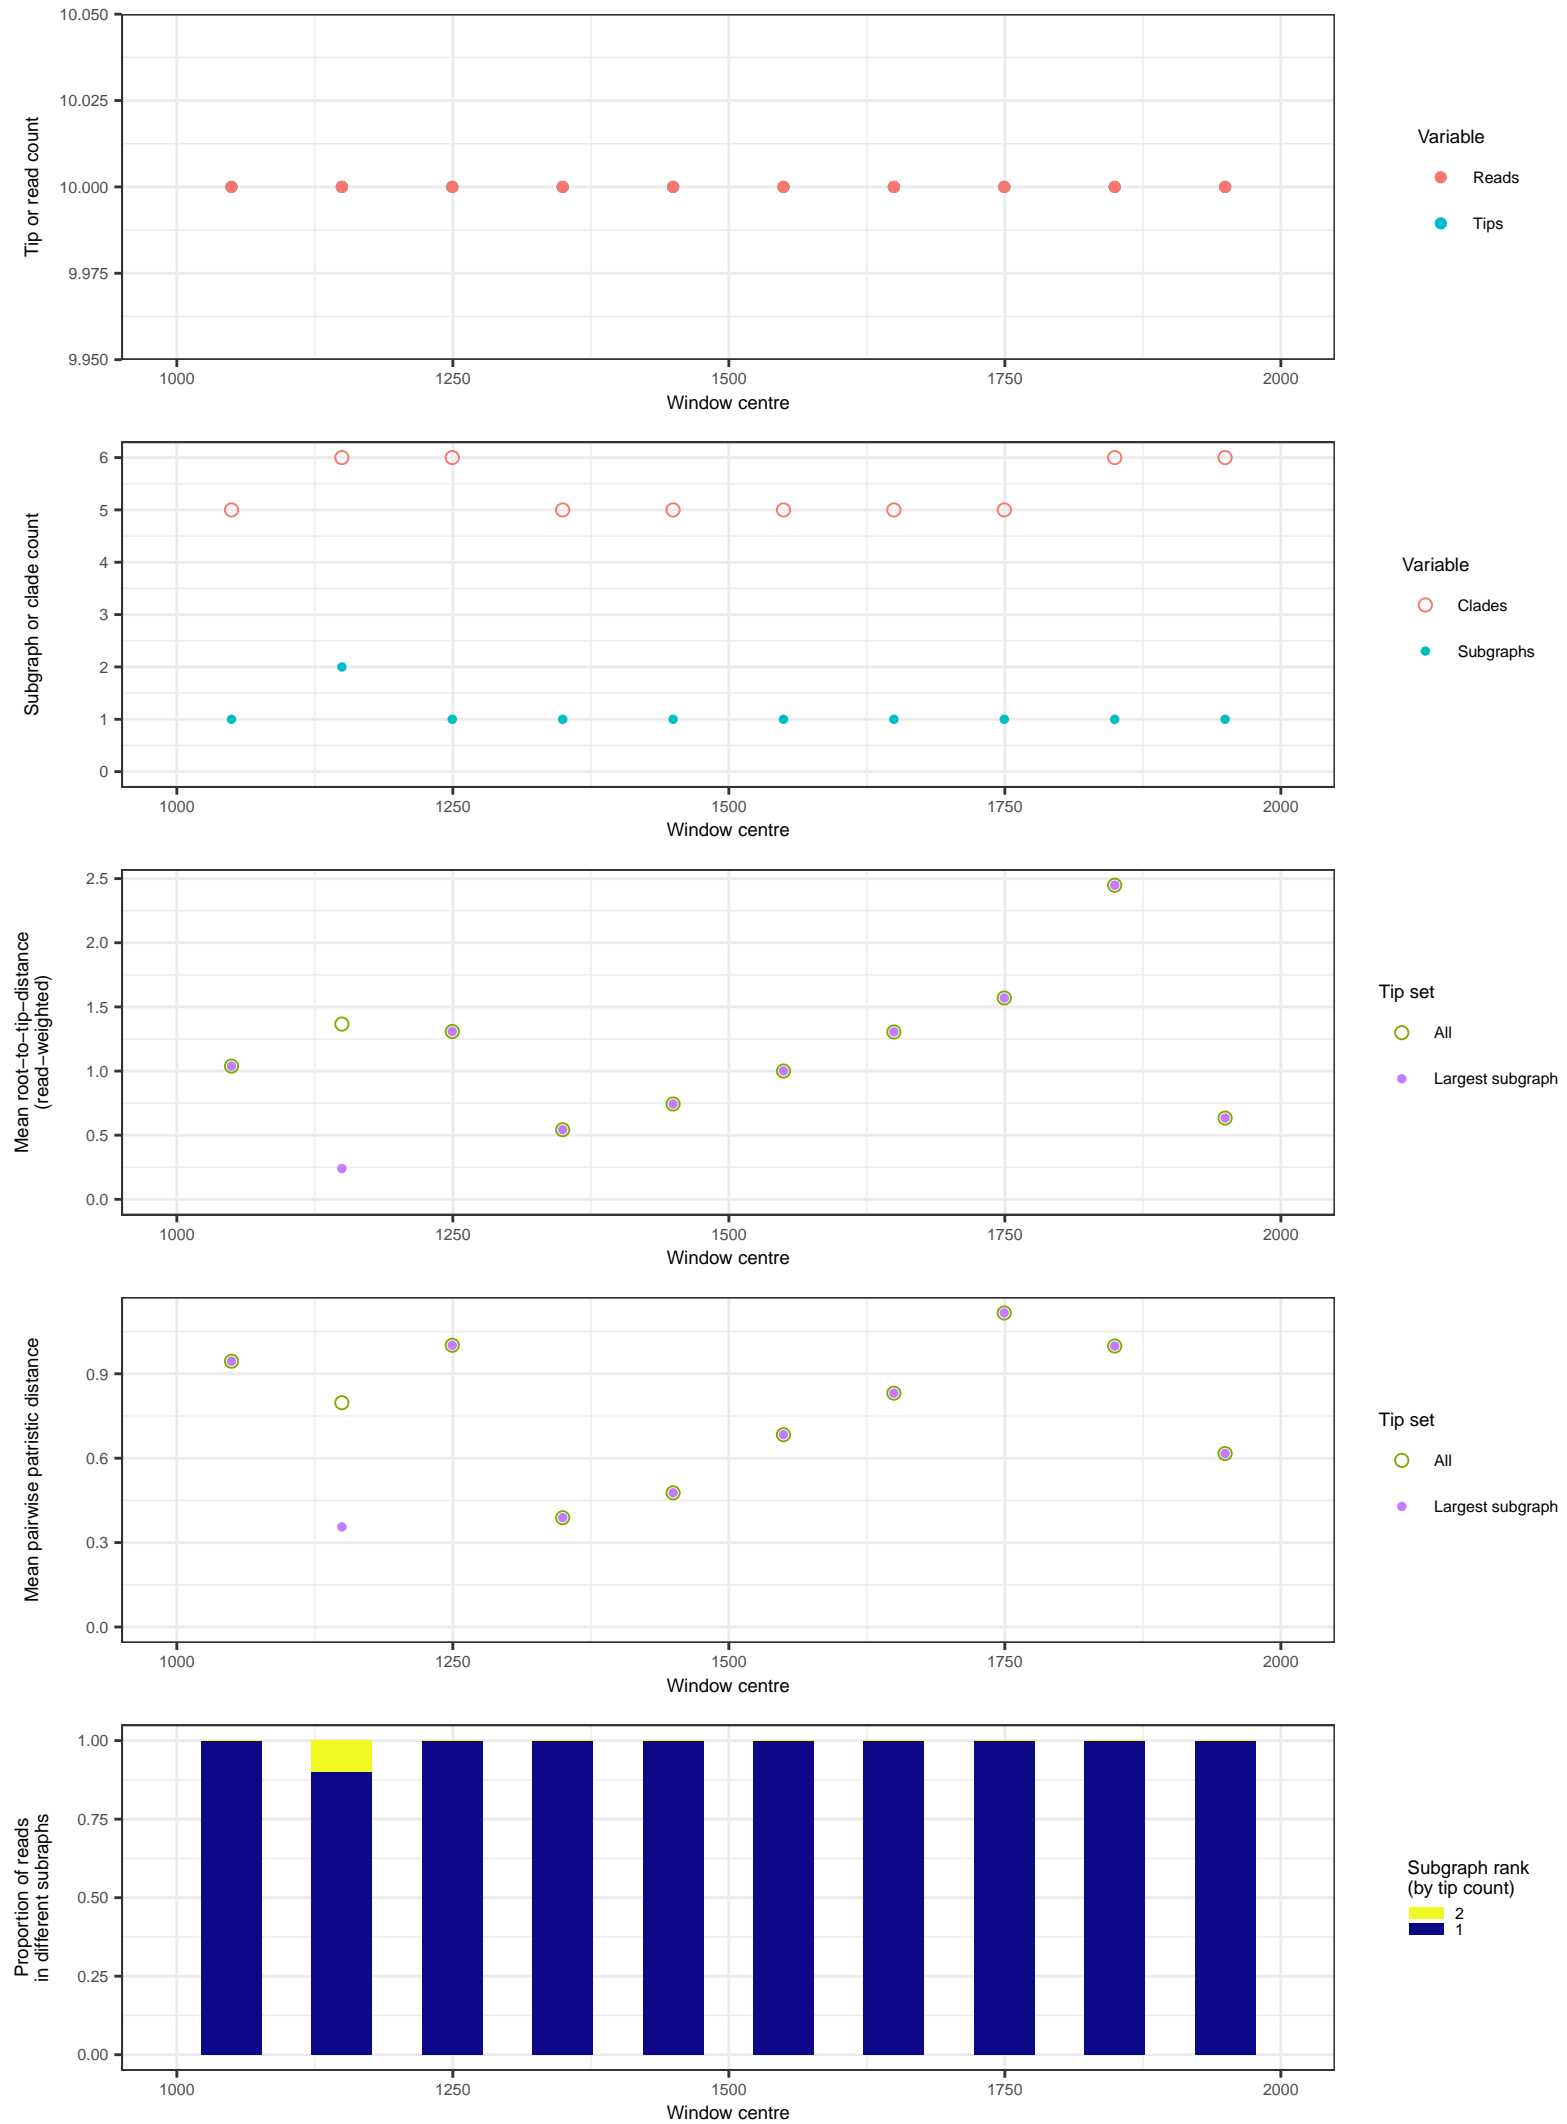 10.050
10.025
10.000
9.975
9.950
Tip or read count
1000 1250 1500 1750 2000
Window centre
Variable
Reads
Tips
6
5
4
3
2
1
0
Subgraph or clade count
1000 1250 1500 1750 2000
Window centre
Variable
Clades
Subgraphs
2.5
2.0
1.5
1.0
0.5
0.0
Mean root−to−tip−distance
(read−weighted)
1000 1250 1500 1750 2000
Window centre
Tip set
All
Largest subgraph
0.9
0.6
0.3
0.0
Mean pairwise patristic distance
1000 1250 1500 1750 2000
Window centre
Tip set
All
Largest subgraph
1.00
0.75
0.50
0.25
0.00
Proportion of reads
in different subraphs
1000 1250 1500 1750 2000
Window centre
Subgraph rank
(by tip count)
2
1